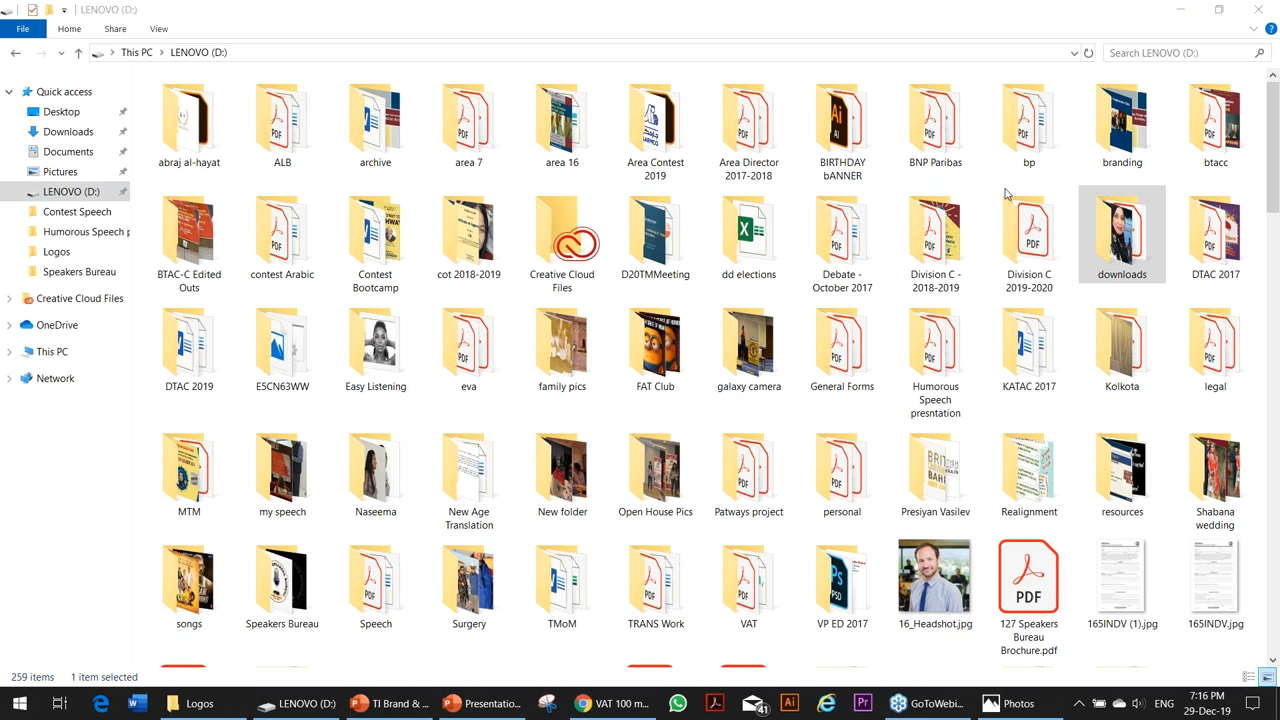 LENOVO (D:)
File Home Share View
This PC > LENOVO (D:)
Search LENOVO (D:)
Quick access
Desktop
Downloads
Documents
Pictures
LENOVO (D:)
Contest Speech
Humorous Speech p
Logos
Speakers Bureau
Creative Cloud Files
OneDrive
This PC
Network
abraj al-hayat
ALB
archive
area 7
area 16
Area Contest
2019
Area Director
2017-2018
BIRTHDAY
bANNER
BNP Paribas
bp
branding
btacc
BTAC-C Edited
Outs
contest Arabic
Contest
Bootcamp
cot 2018-2019
Creative Cloud
Files
D20TMMeeting
dd elections
Debate -
October 2017
Division C -
2018-2019
Division C
2019-2020
downloads
DTAC 2017
DTAC 2019
E5CN63WW
Easy Listening
eva
family pics
FAT Club
galaxy camera
General Forms
Humorous
Speech
presntation
KATAC 2017
Kolkota
legal
MTM
my speech
Naseema
New Age
Translation
New folder
Open House Pics
Patways project
personal
Presiyan Vasilev
Realignment
resources
Shabana
wedding
songs
Speakers Bureau
Speech
Surgery
TMoM
TRANS Work
VAT
VP ED 2017
16_Headshot.jpg
PDF
127 Speakers
Bureau
Brochure.pdf
165INDV (1).jpg
165INDV.jpg
259 items 1 item selected
Logos
LENOVO (D:)
TI Brand & ...
Presentatio...
VAT 100 m...
41
GoToWebi...
Photos
ENG
7:16 PM
29-Dec-19